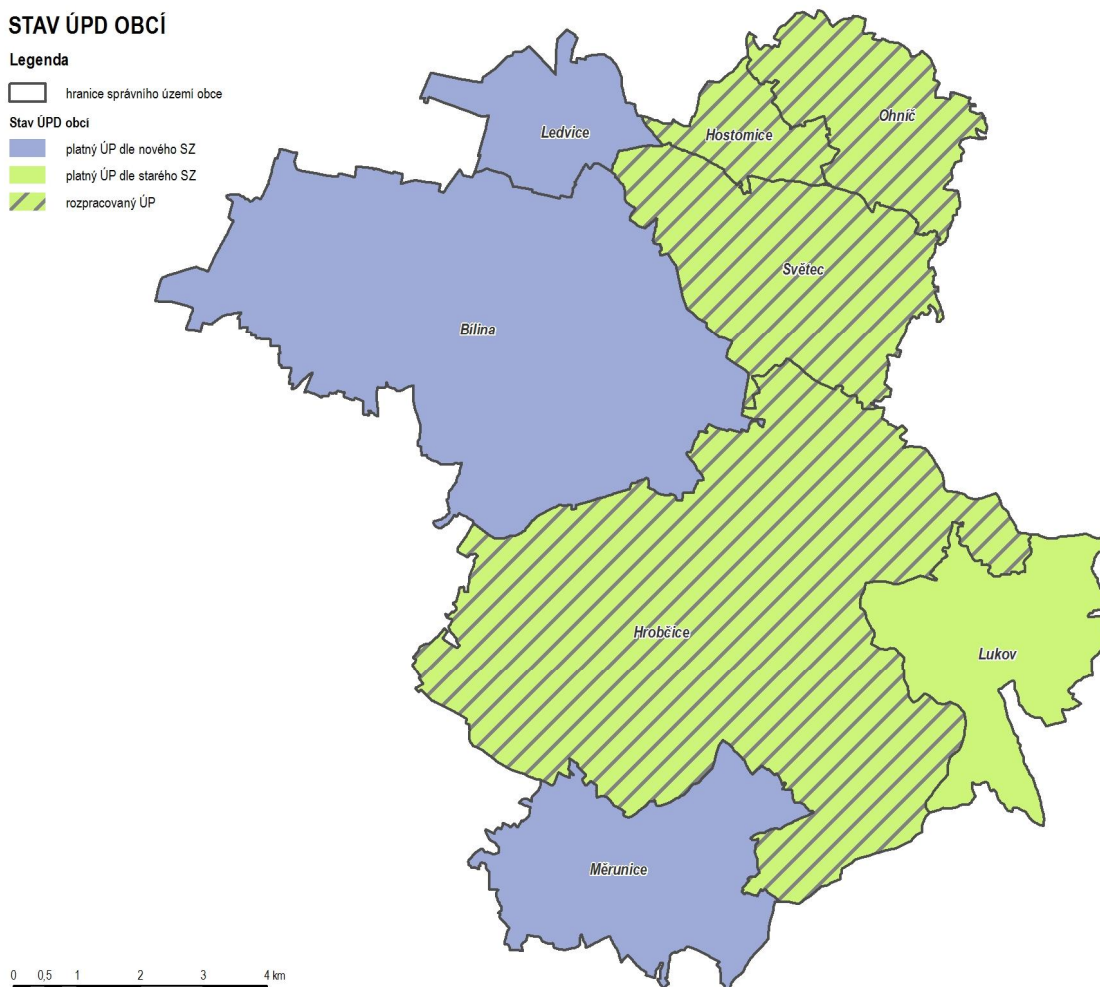 STAV ÚPD OBCÍ
Legenda
hranice správního území obce
Stav ÚPD obcí
platný ÚP dle nového SZ
platný ÚP dle starého SZ
rozpracovaný ÚP
Ohníč
Ledvice
Hostomice
Světec
Bílina
Hrobčice
Lukov
Měrunice
0 0,5 1 2 3 4 km